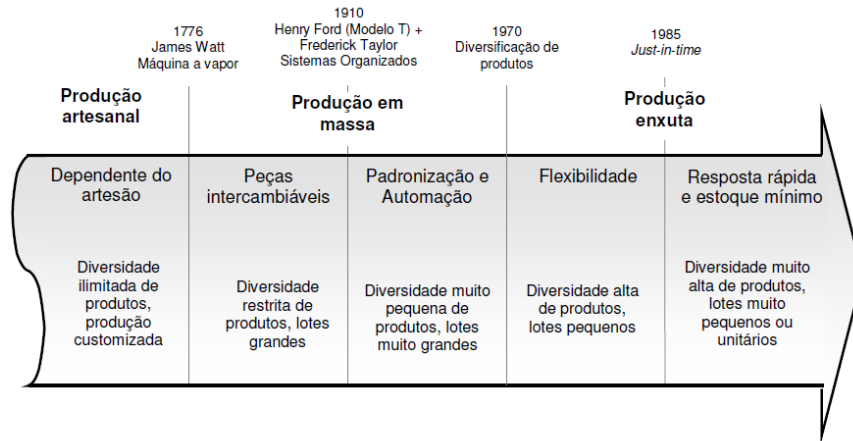 1776
James Watt
Máquina a vapor
1910
Henry Ford (Modelo T) +
Frederick Taylor
Sistemas Organizados
1970
Diversificação de
produtos
1985
Just-in-time
Produção
artesanal
Produção em
massa
Produção
enxuta
Dependente do
artesão
Peças
intercambiáveis
Padronização e
Automação
Flexibilidade
Resposta rápida
e estoque mínimo
Diversidade
ilimitada de
produtos,
produção
customizada
Diversidade
restrita de
produtos, lotes
grandes
Diversidade muito
pequena de
produtos, lotes
muito grandes
Diversidade alta
de produtos,
lotes pequenos
Diversidade muito
alta de produtos,
lotes muito
pequenos ou
unitários